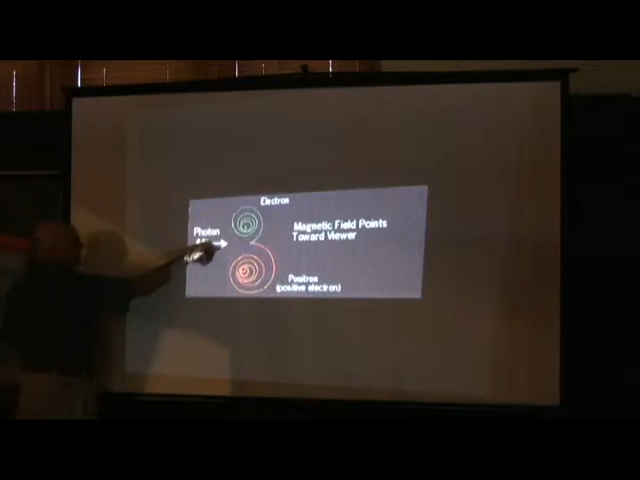 Electron
Photon
Magnetic Field Points
Toward Viewer
Positron
(positive electron)